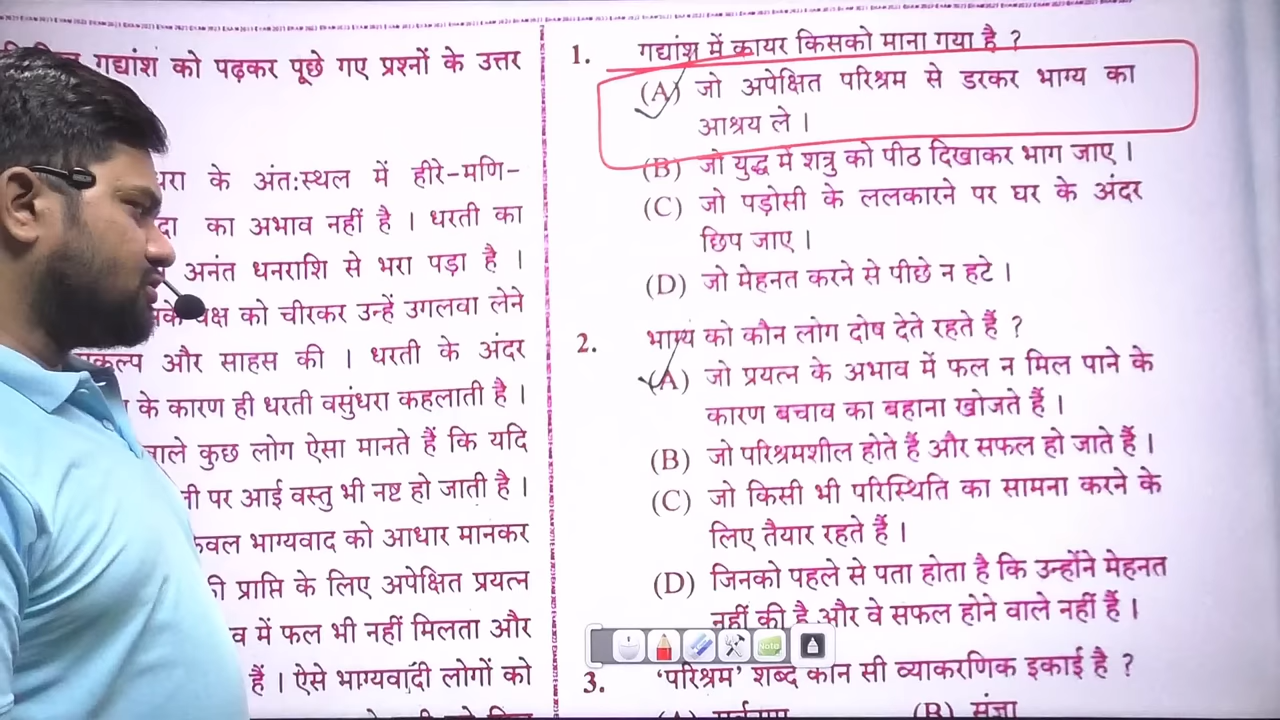 गद्यांश को पढ़कर पूछे गए प्रश्नों के उत्तर
के अंत:स्थल में हीरे-मणि-
का अभाव नहीं है । धरती का
अनंत धनराशि से भरा पड़ा है ।
वक्ष को चीरकर उन्हें उगलवा लेने
और साहस की । धरती के अंदर
के कारण ही धरती वसुंधरा कहलाती है ।
वाले कुछ लोग ऐसा मानते हैं कि यदि
पर आई वस्तु भी नष्ट हो जाती है ।
भाग्यवाद को आधार मानकर
प्राप्ति के लिए अपेक्षित प्रयत्न
में फल भी नहीं मिलता और
हैं । ऐसे भाग्यवादी लोगों को
1. गद्यांश में कायर किसको माना गया है ?
(A) जो अपेक्षित परिश्रम से डरकर भाग्य का
आश्रय ले ।
(B) जो युद्ध में शत्रु को पीठ दिखाकर भाग जाए ।
(C) जो पड़ोसी के ललकारने पर घर के अंदर
छिप जाए ।
(D) जो मेहनत करने से पीछे न हटे ।
2. भाग्य को कौन लोग दोष देते रहते हैं ?
(A) जो प्रयत्न के अभाव में फल न मिल पाने के
कारण बचाव का बहाना खोजते हैं ।
(B) जो परिश्रमशील होते हैं और सफल हो जाते हैं ।
(C) जो किसी भी परिस्थिति का सामना करने के
लिए तैयार रहते हैं ।
(D) जिनको पहले से पता होता है कि उन्होंने मेहनत
नहीं की है और वे सफल होने वाले नहीं हैं ।
Note
3. 'परिश्रम' शब्द कौन सी व्याकरणिक इकाई है ?
(A) सर्वनाम (B) संज्ञा